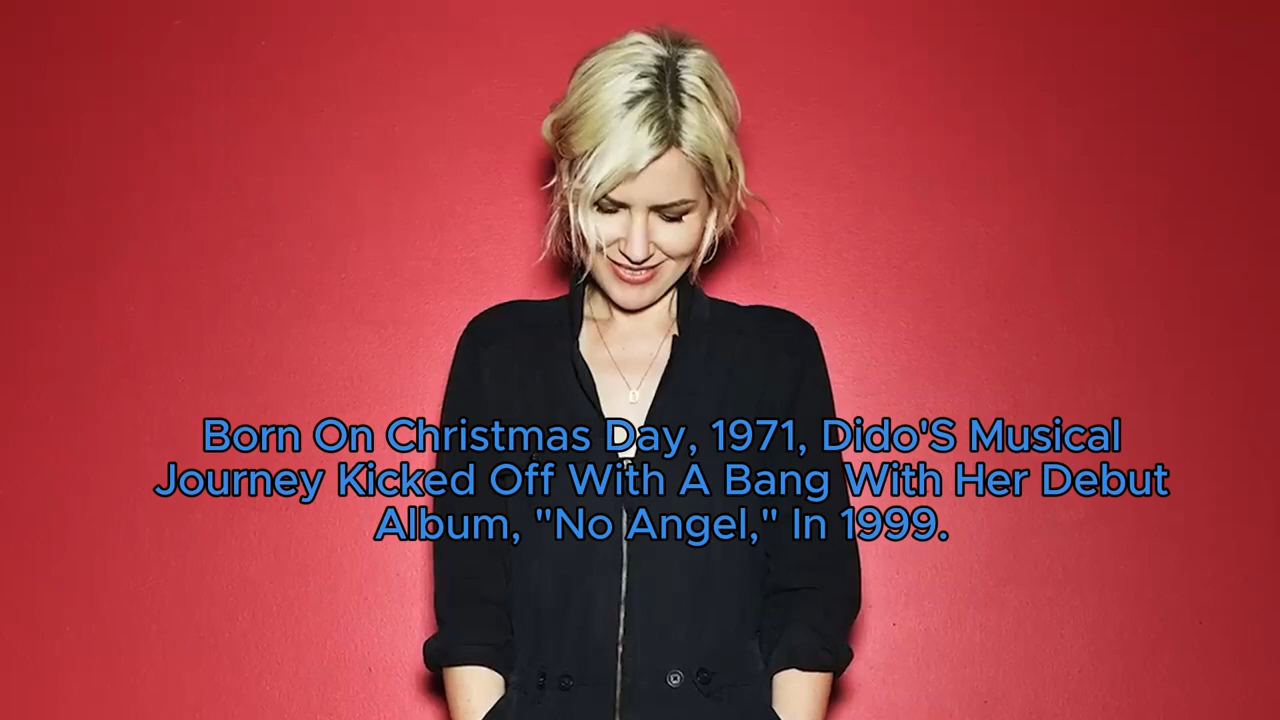 Born On Christmas Day, 1971, Dido'S Musical
Journey Kicked Off With A Bang With Her Debut
Album, "No Angel," In 1999.